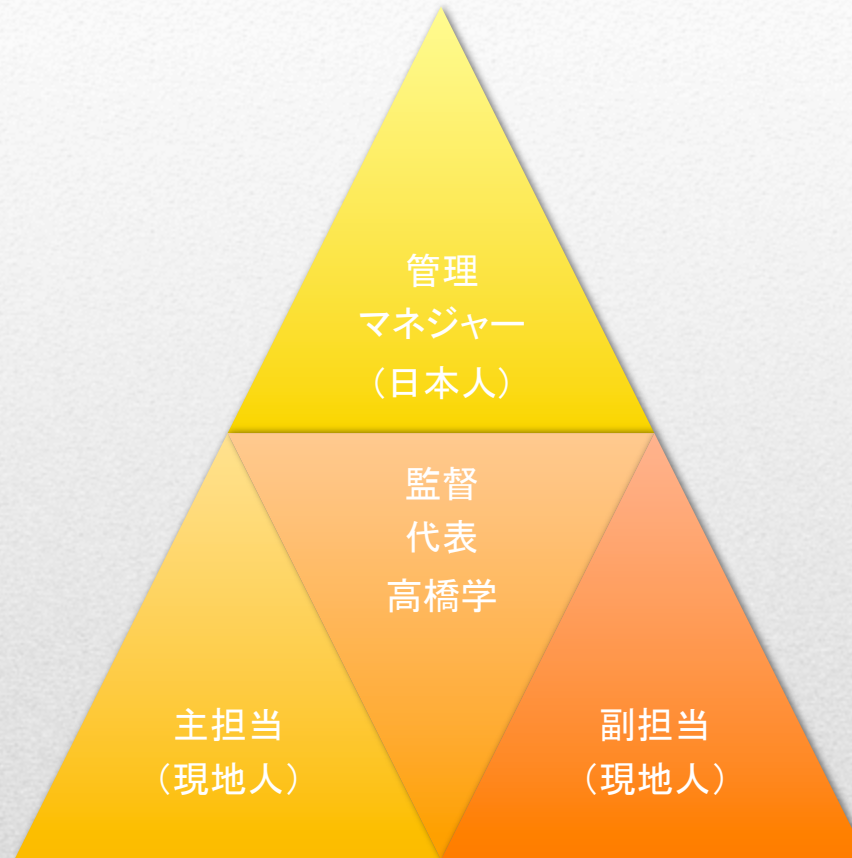 管理
マネジャー
（日本人）
監督
代表
高橋学
主担当
（現地人）
副担当
（現地人）